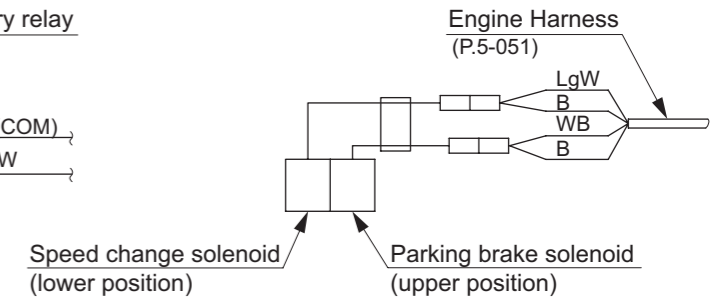 ry relay
Engine Harness
(P.5-051)
LgW
B
WB
B
COM)
W
Speed change solenoid
(lower position)
Parking brake solenoid
(upper position)